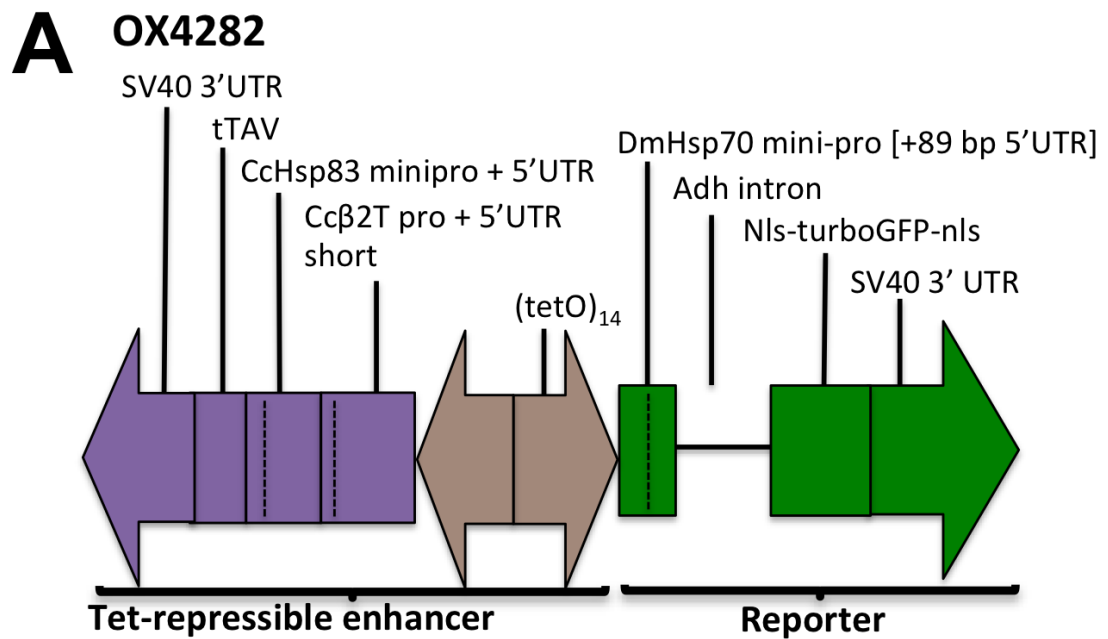 A
OX4282
SV40 3’UTR
tTAV
CcHsp83 minipro + 5’UTR
Ccβ2T pro + 5’UTR
short
(tetO)14
DmHsp70 mini-pro [+89 bp 5’UTR]
Adh intron
Nls-turboGFP-nls
SV40 3’ UTR
Tet-repressible enhancer
Reporter